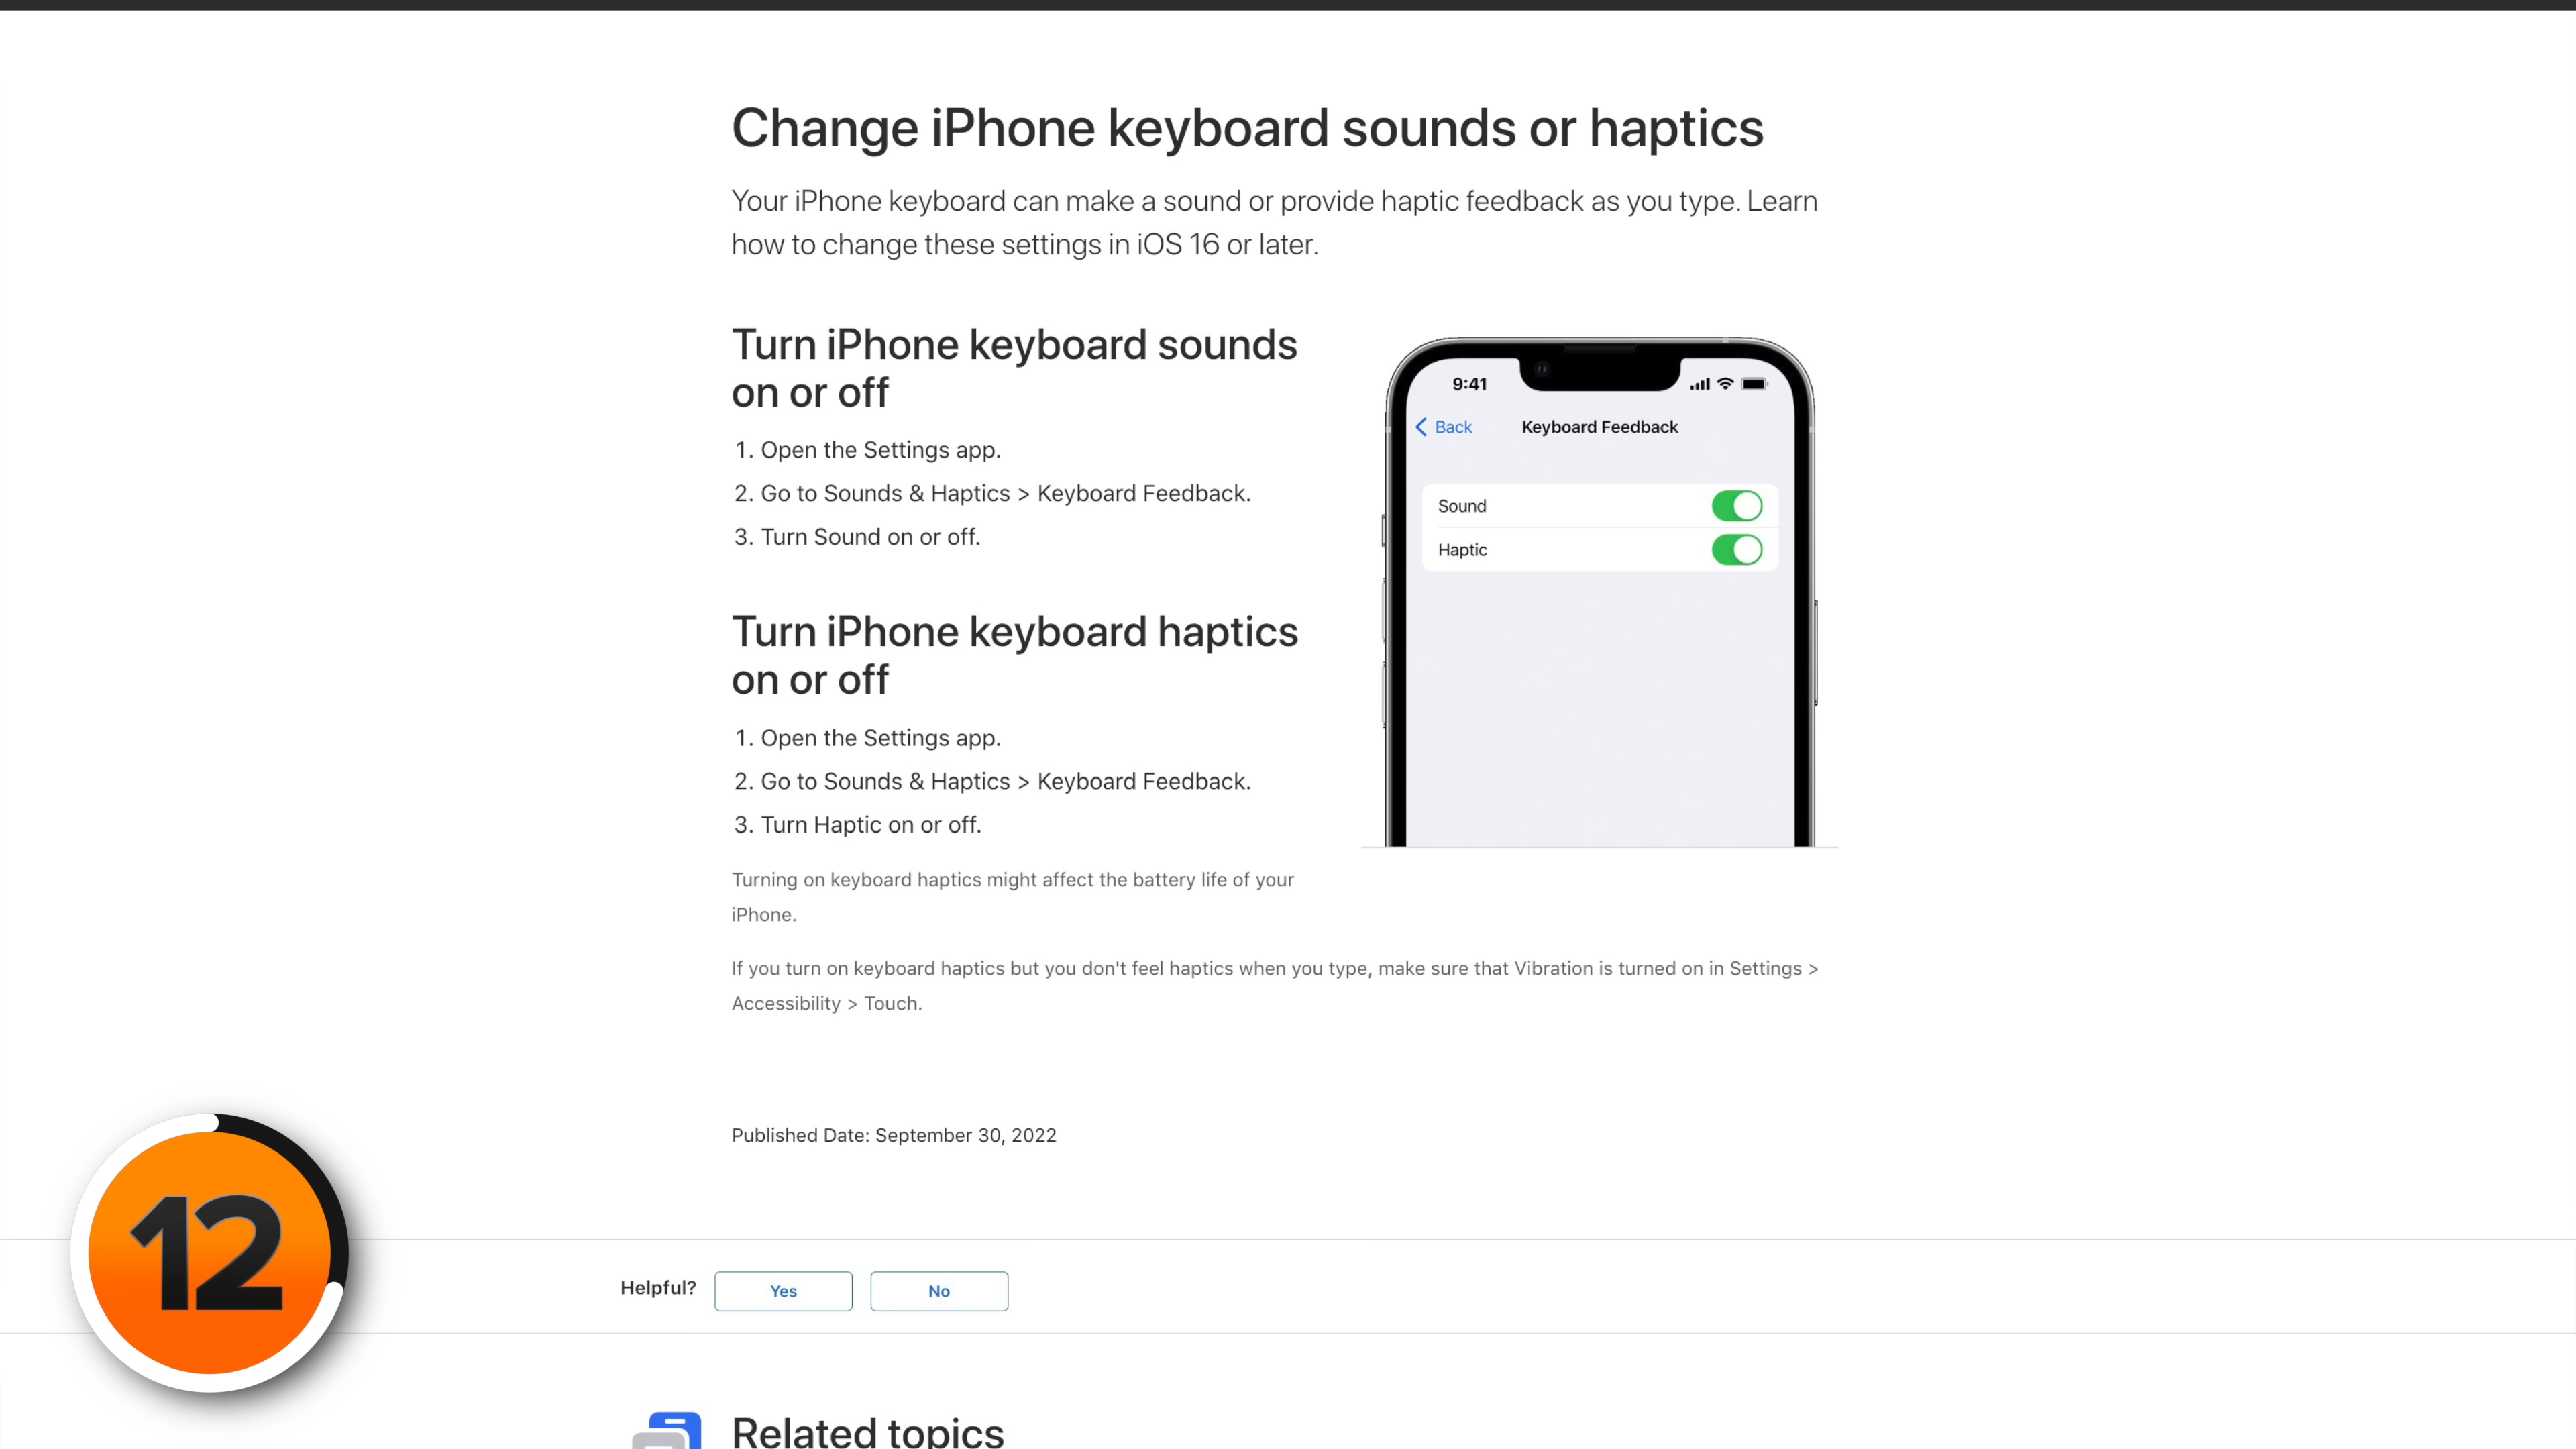 Change iPhone keyboard sounds or haptics
Your iPhone keyboard can make a sound or provide haptic feedback as you type. Learn
how to change these settings in iOS 16 or later.
Turn iPhone keyboard sounds
on or off
1. Open the Settings app.
2. Go to Sounds & Haptics > Keyboard Feedback.
3. Turn Sound on or off.
Turn iPhone keyboard haptics
on or off
1. Open the Settings app.
2. Go to Sounds & Haptics > Keyboard Feedback.
3. Turn Haptic on or off.
Turning on keyboard haptics might affect the battery life of your
iPhone.
9:41
Back Keyboard Feedback
Sound
Haptic
If you turn on keyboard haptics but you don't feel haptics when you type, make sure that Vibration is turned on in Settings >
Accessibility > Touch.
Published Date: September 30, 2022
12
Helpful? Yes No
Related topics